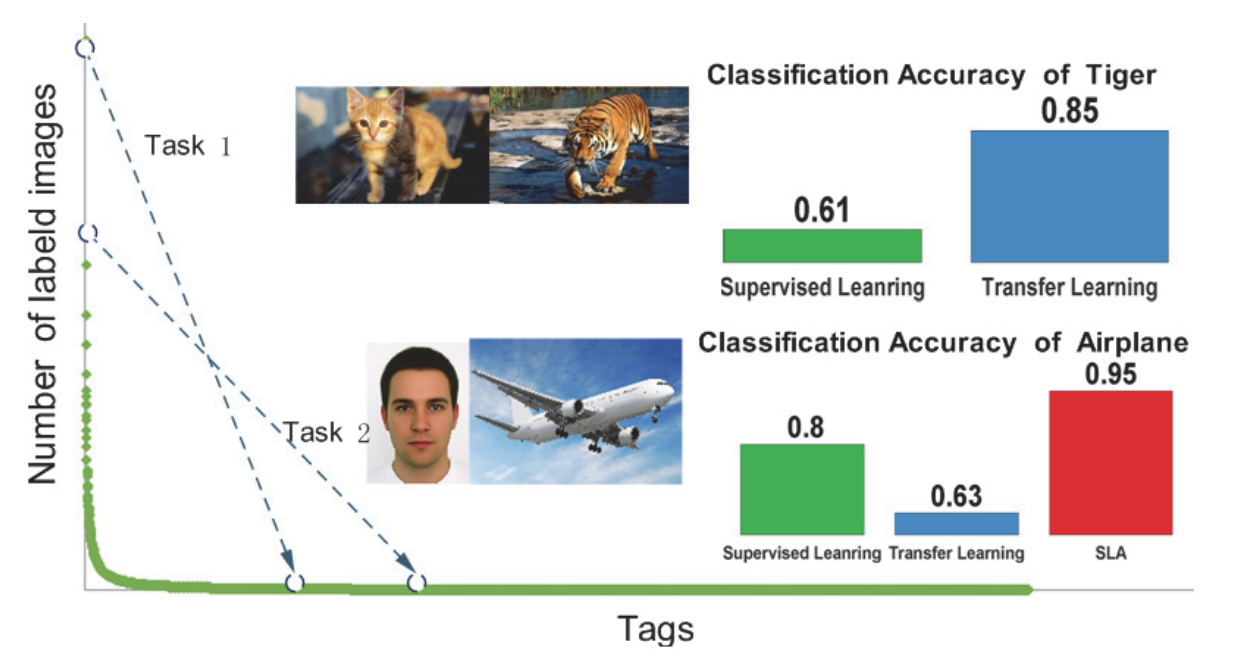 Number of labeld images
Task 1
Task 2
Tags
Classification Accuracy of Tiger
0.85
0.61
Supervised Leanring
Transfer Learning
Classification Accuracy of Airplane
0.95
0.8
0.63
Supervised Leanring
Transfer Learning
SLA